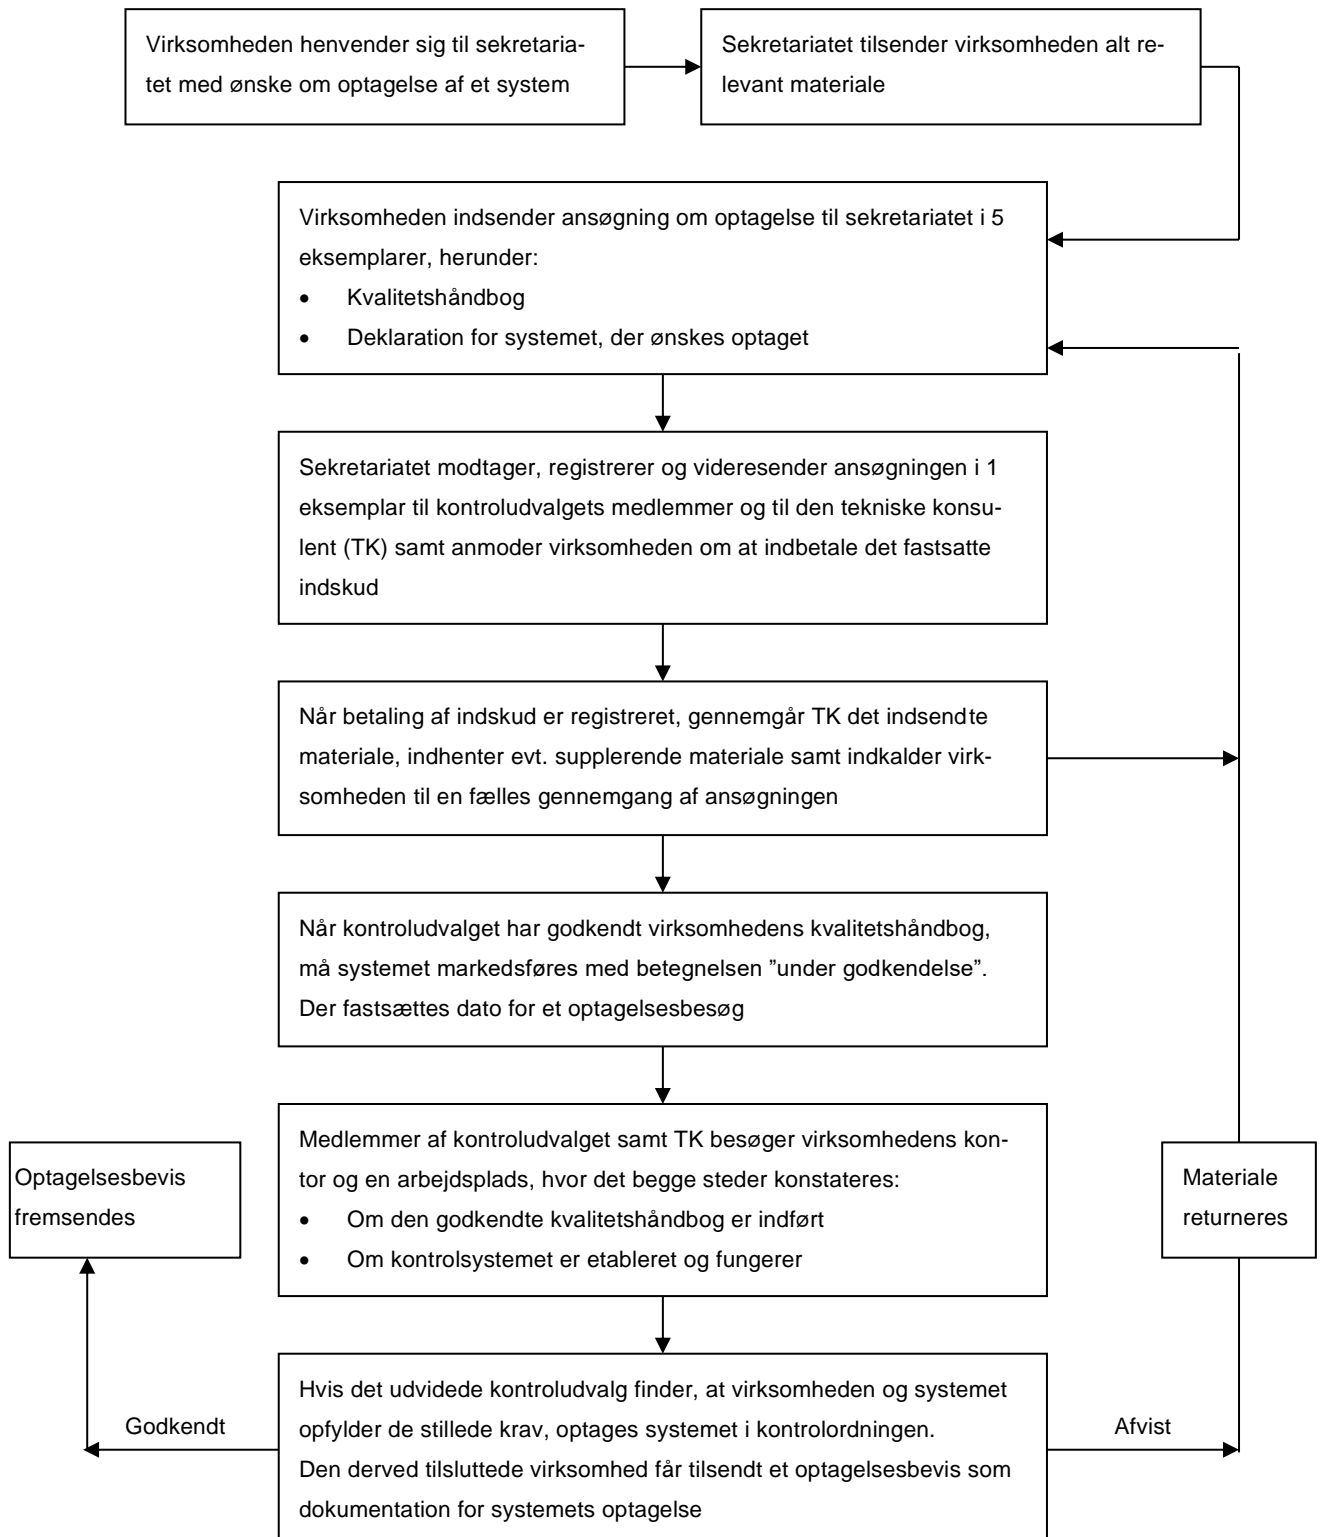 Virksomheden henvender sig til sekretaria-
tet med ønske om optagelse af et system
Sekretariatet tilsender virksomheden alt re-
levant materiale
Virksomheden indsender ansøgning om optagelse til sekretariatet i 5
eksemplarer, herunder:
• Kvalitetshåndbog
• Deklaration for systemet, der ønskes optaget
Sekretariatet modtager, registrerer og videresender ansøgningen i 1
eksemplar til kontroludvalgets medlemmer og til den tekniske konsu-
lent (TK) samt anmoder virksomheden om at indbetale det fastsatte
indskud
Når betaling af indskud er registreret, gennemgår TK det indsendte
materiale, indhenter evt. supplerende materiale samt indkalder virk-
somheden til en fælles gennemgang af ansøgningen
Når kontroludvalget har godkendt virksomhedens kvalitetshåndbog,
må systemet markedsføres med betegnelsen ”under godkendelse”.
Der fastsættes dato for et optagelsesbesøg
Medlemmer af kontroludvalget samt TK besøger virksomhedens kon-
tor og en arbejdsplads, hvor det begge steder konstateres:
• Om den godkendte kvalitetshåndbog er indført
• Om kontrolsystemet er etableret og fungerer
Optagelsesbevis
fremsendes
Materiale
returneres
Hvis det udvidede kontroludvalg finder, at virksomheden og systemet
opfylder de stillede krav, optages systemet i kontrolordningen.
Den derved tilsluttede virksomhed får tilsendt et optagelsesbevis som
dokumentation for systemets optagelse
Godkendt
Afvist